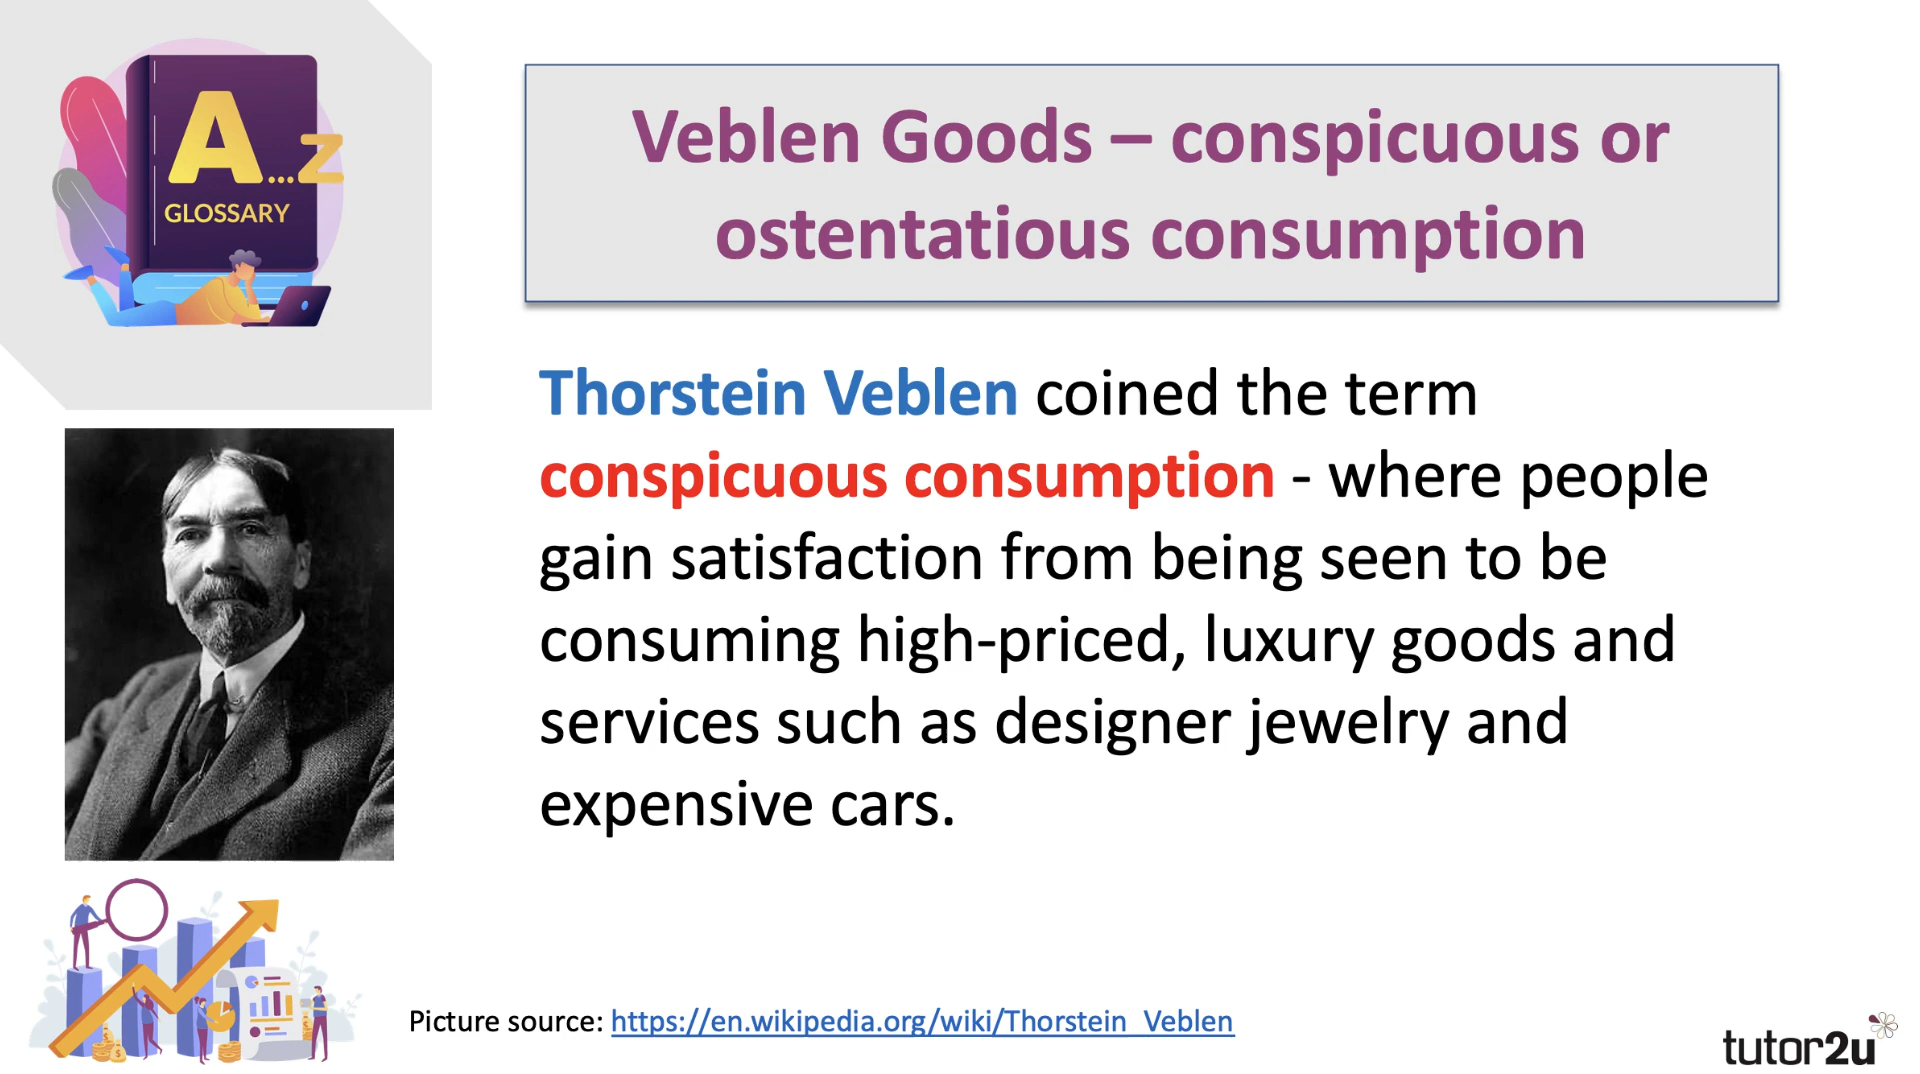 A...Z
GLOSSARY
Veblen Goods – conspicuous or
ostentatious consumption
Thorstein Veblen coined the term
conspicuous consumption - where people
gain satisfaction from being seen to be
consuming high-priced, luxury goods and
services such as designer jewelry and
expensive cars.
Picture source: https://en.wikipedia.org/wiki/Thorstein_Veblen
tutor2u